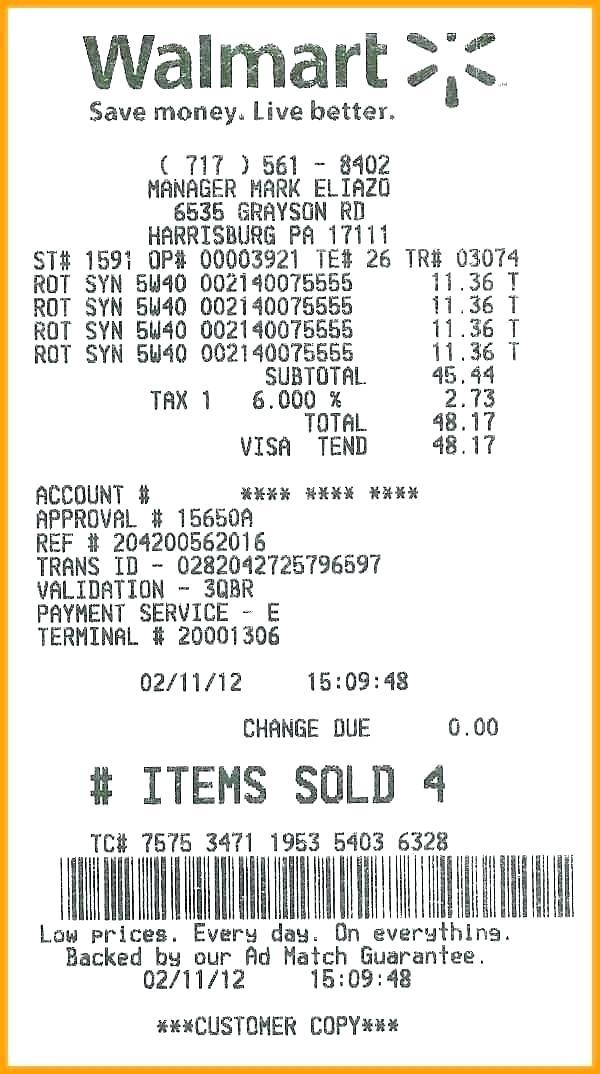 Walmart
Save money. Live better.
( 717 ) 561 - 8402
MANAGER MARK ELIAZO
6535 GRAYSON RD
HARRISBURG PA 17111
ST# 1591 OP# 00003921 TE# 26 TR# 03074
ROT SYN 5W40 002140075555 11.36 T
ROT SYN 5W40 002140075555 11.36 T
ROT SYN 5W40 002140075555 11.36 T
ROT SYN 5W40 002140075555 11.36 T
SUBTOTAL 45.44
TAX 1 6.000 % 2.73
TOTAL 48.17
VISA TEND 48.17
ACCOUNT # **** **** ****
APPROVAL # 15650A
REF # 204200562016
TRANS ID - 0282042725796597
VALIDATION - 3QBR
PAYMENT SERVICE - E
TERMINAL # 20001306
02/11/12 15:09:48
CHANGE DUE 0.00
# ITEMS SOLD 4
TC# 7575 3471 1953 5403 6328
Low prices. Every day. On everything.
Backed by our Ad Match Guarantee.
02/11/12 15:09:48
***CUSTOMER COPY***